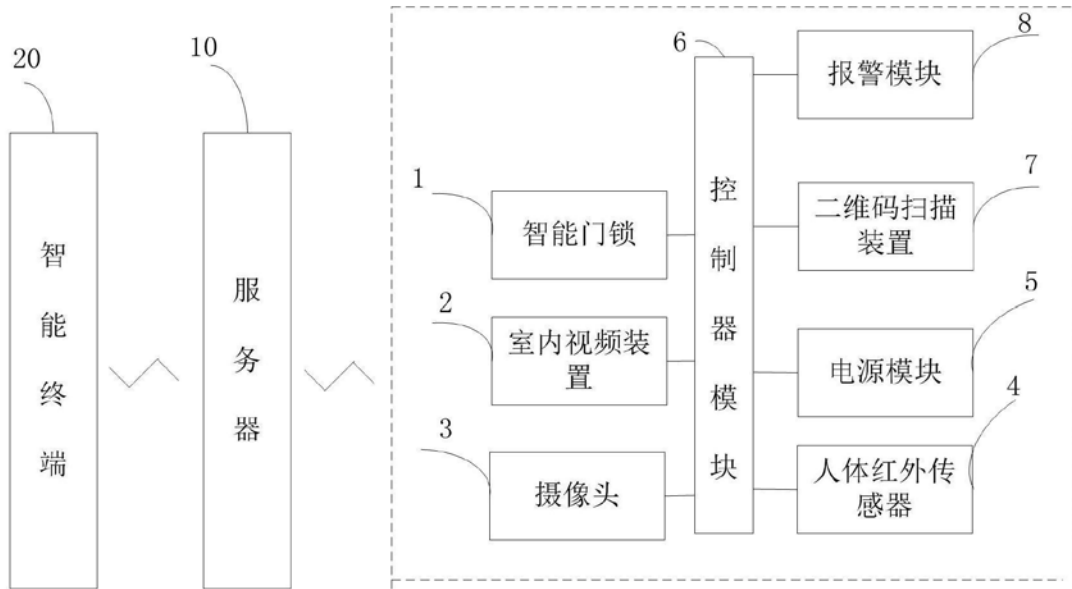 20
智能终端
10
服务器
1
智能门锁
2
室内视频装
置
3
摄像头
6
控制器模块
8
报警模块
7
二维码扫描
装置
5
电源模块
4
人体红外传
感器